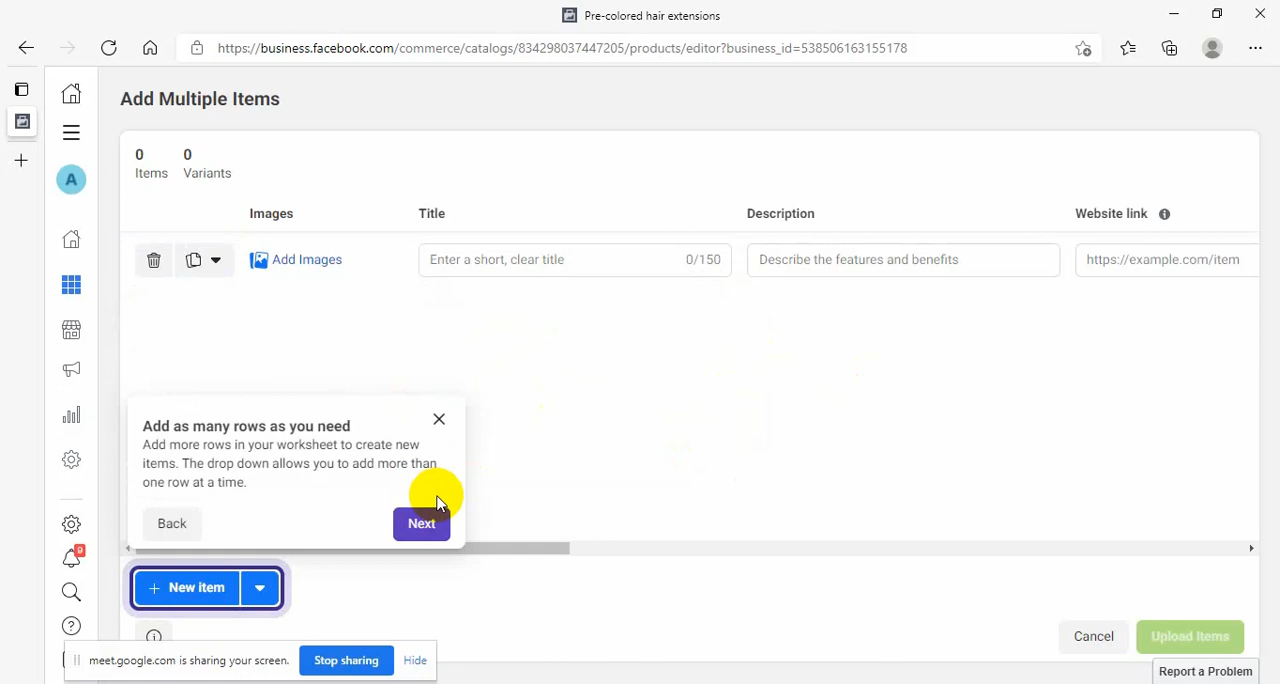 Pre-colored hair extensions
https://business.facebook.com/commerce/catalogs/834298037447205/products/editor?business_id=538506163155178
A
Add Multiple Items
0 0
Items Variants
Images Title Description Website link
Add Images Enter a short, clear title 0/150 Describe the features and benefits https://example.com/item
Add as many rows as you need
Add more rows in your worksheet to create new
items. The drop down allows you to add more than
one row at a time.
Back Next
+ New item
9
Cancel Upload Items
meet.google.com is sharing your screen. Stop sharing Hide
Report a Problem